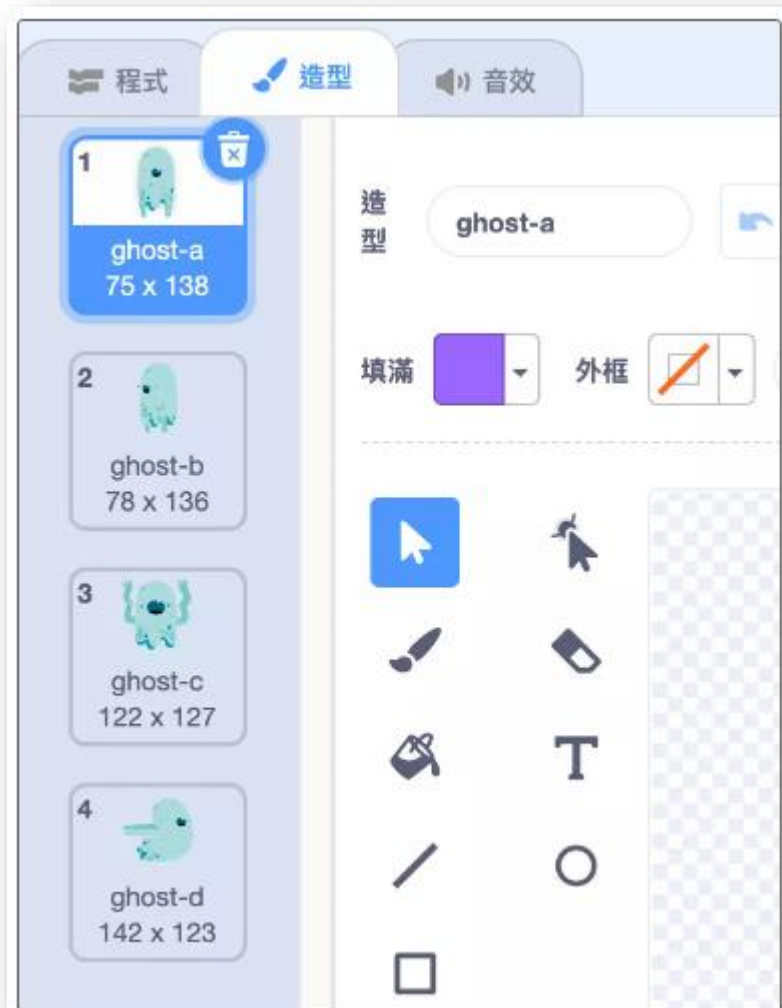 程式
造型
音效
1
ghost-a
75 x 138
2
ghost-b
78 x 136
3
ghost-c
122 x 127
4
ghost-d
142 x 123
造
型
ghost-a
填滿
外框
T